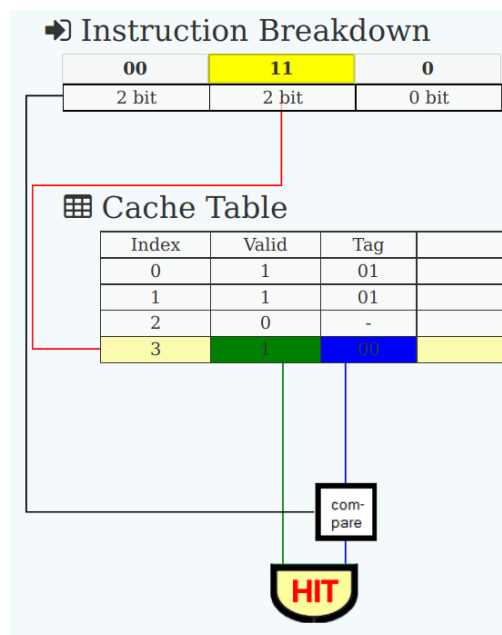 Instruction Breakdown
00 11 0
2 bit 2 bit 0 bit
Cache Table
Index Valid Tag
0 1 01
1 1 01
2 0 -
3 1 00
com-
pare
HIT